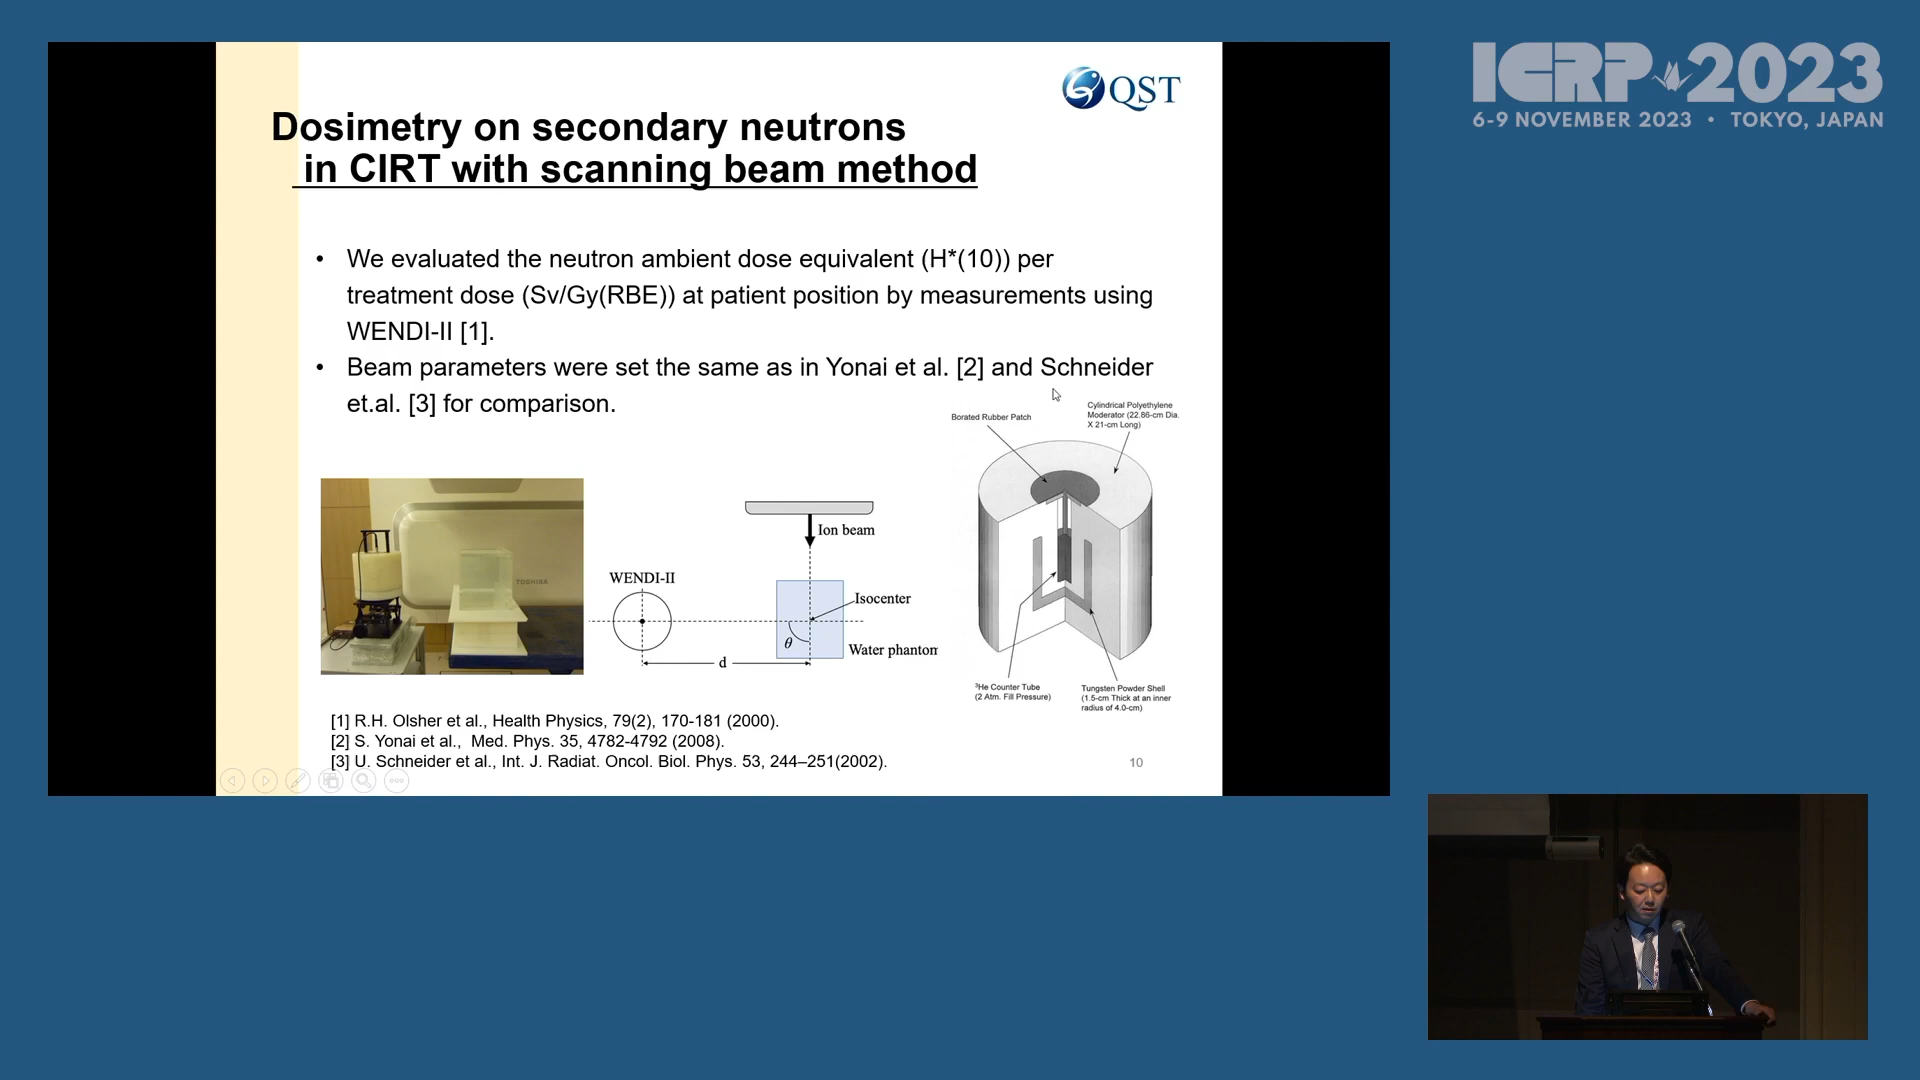 ICRP 2023
6-9 NOVEMBER 2023 • TOKYO, JAPAN
QST
Dosimetry on secondary neutrons
in CIRT with scanning beam method
• We evaluated the neutron ambient dose equivalent (H*(10)) per
treatment dose (Sv/Gy(RBE)) at patient position by measurements using
WENDI-II [1].
• Beam parameters were set the same as in Yonai et al. [2] and Schneider
et.al. [3] for comparison.
TOSHIBA
Ion beam
WENDI-II
Isocenter
θ
Water phantom
d
Borated Rubber Patch
Cylindrical Polyethylene
Moderator (22.86-cm Dia.
X 21-cm Long)
³He Counter Tube
(2 Atm. Fill Pressure)
Tungsten Powder Shell
(1.5-cm Thick at an inner
radius of 4.0-cm)
[1] R.H. Olsher et al., Health Physics, 79(2), 170-181 (2000).
[2] S. Yonai et al., Med. Phys. 35, 4782-4792 (2008).
[3] U. Schneider et al., Int. J. Radiat. Oncol. Biol. Phys. 53, 244–251(2002).
10